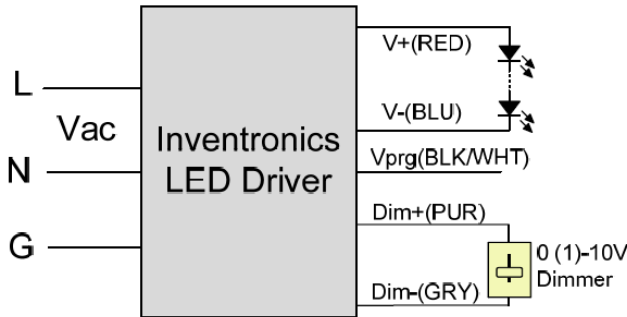 L
Vac
N
G
Inventronics
LED Driver
V+(RED)
V-(BLU)
Vprg(BLK/WHT)
Dim+(PUR)
Dim-(GRY)
0 (1)-10V
Dimmer